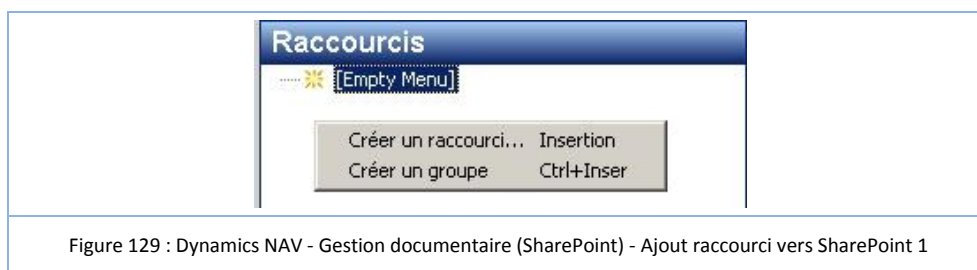 Raccourcis
[Empty Menu]
Créer un raccourci... Insertion
Créer un groupe Ctrl+Inser
Figure 129 : Dynamics NAV - Gestion documentaire (SharePoint) - Ajout raccourci vers SharePoint 1